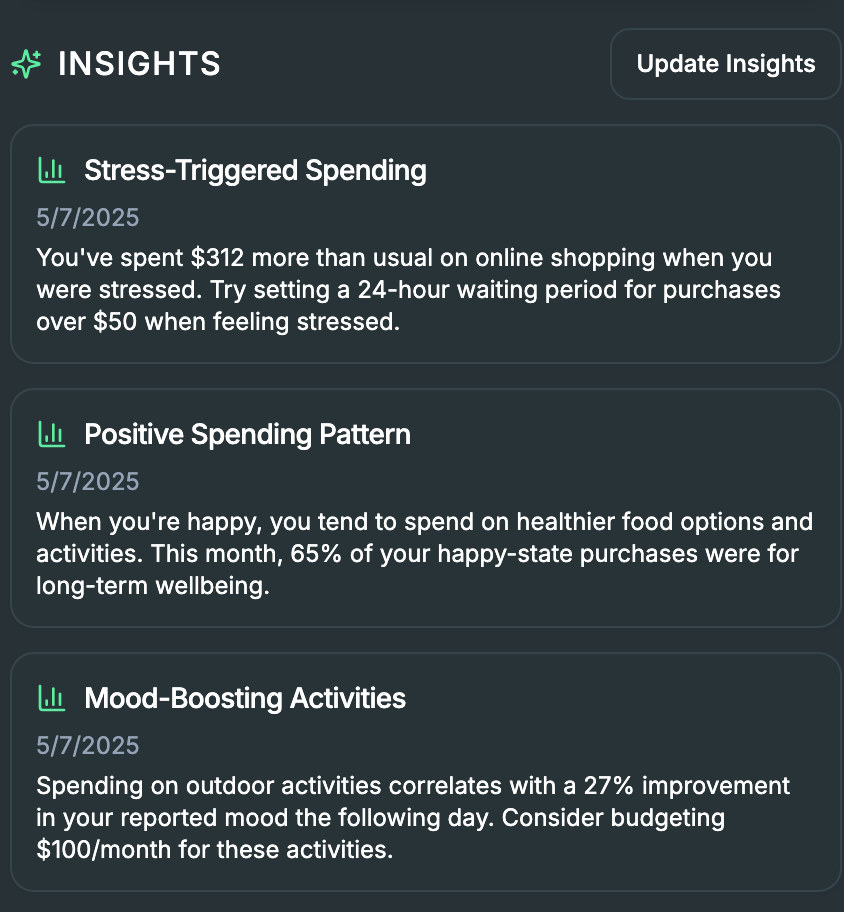 INSIGHTS
Update Insights
Stress-Triggered Spending
5/7/2025
You've spent $312 more than usual on online shopping when you
were stressed. Try setting a 24-hour waiting period for purchases
over $50 when feeling stressed.
Positive Spending Pattern
5/7/2025
When you're happy, you tend to spend on healthier food options and
activities. This month, 65% of your happy-state purchases were for
long-term wellbeing.
Mood-Boosting Activities
5/7/2025
Spending on outdoor activities correlates with a 27% improvement
in your reported mood the following day. Consider budgeting
$100/month for these activities.